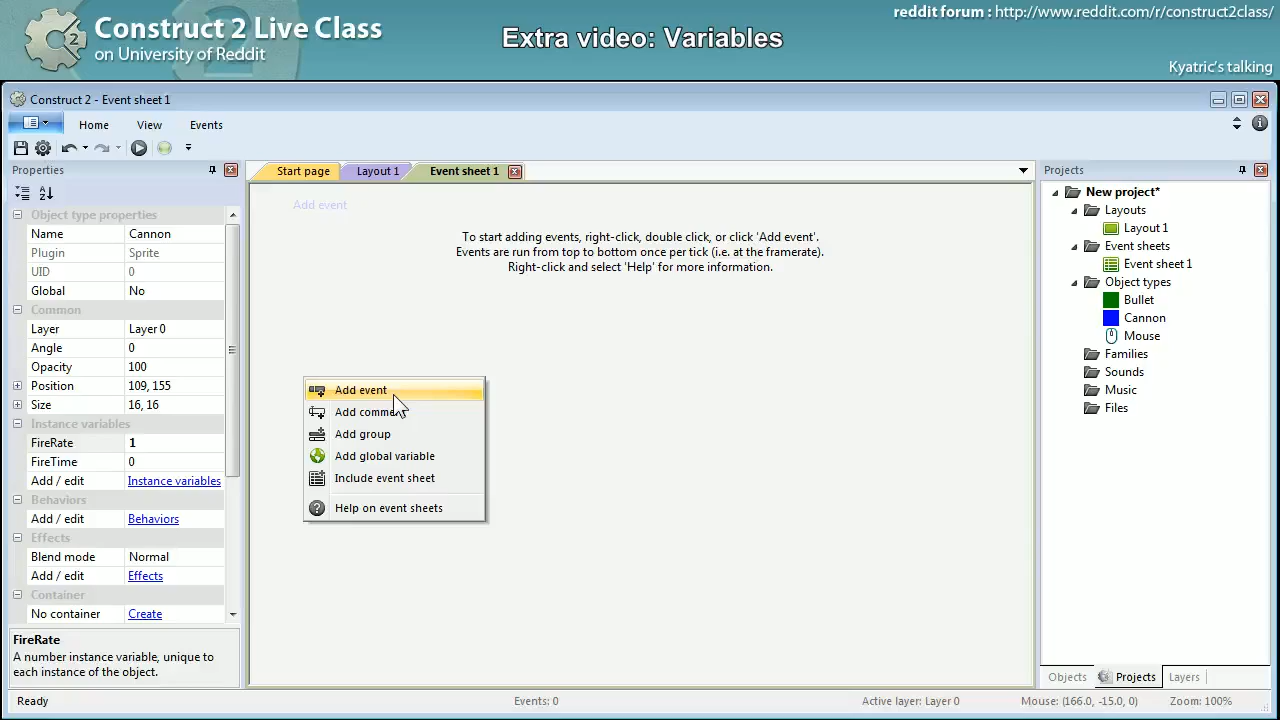 Construct 2 Live Class
on University of Reddit
Extra video: Variables
reddit forum : http://www.reddit.com/r/construct2class/
Kyatric's talking
Construct 2 - Event sheet 1
Home View Events
Properties
Start page Layout 1 Event sheet 1
Projects
Object type properties
Name Cannon
Plugin Sprite
UID 0
Global No
Common
Layer Layer 0
Angle 0
Opacity 100
Position 109, 155
Size 16, 16
Instance variables
FireRate 1
FireTime 0
Add / edit Instance variables
Behaviors
Add / edit Behaviors
Effects
Blend mode Normal
Add / edit Effects
Container
No container Create
FireRate
A number instance variable, unique to
each instance of the object.
Add event
To start adding events, right-click, double click, or click 'Add event'.
Events are run from top to bottom once per tick (i.e. at the framerate).
Right-click and select 'Help' for more information.
Add event
Add comment
Add group
Add global variable
Include event sheet
Help on event sheets
New project*
Layouts
Layout 1
Event sheets
Event sheet 1
Object types
Bullet
Cannon
Mouse
Families
Sounds
Music
Files
Objects Projects Layers
Ready Events: 0 Active layer: Layer 0 Mouse: (166.0, -15.0, 0) Zoom: 100%